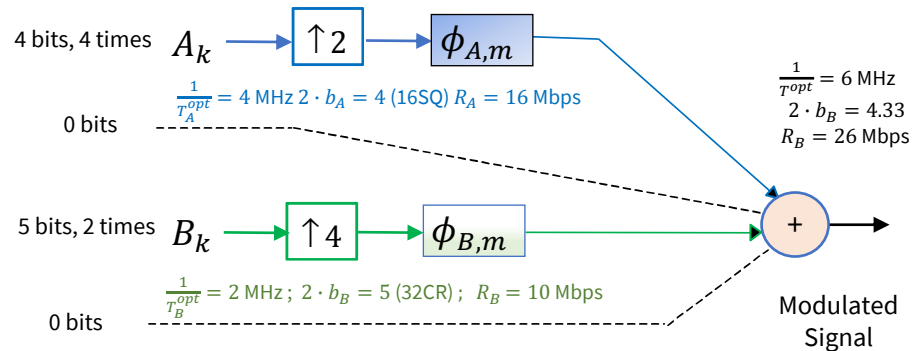 4 bits, 4 times A_k ↑2 ϕ_{A,m}
1/T^{opt} = 6 MHz
2 · b_B = 4.33
R_B = 26 Mbps
1/T_A^{opt} = 4 MHz 2 · b_A = 4 (16SQ) R_A = 16 Mbps
0 bits
5 bits, 2 times B_k ↑4 ϕ_{B,m} +
1/T_B^{opt} = 2 MHz ; 2 · b_B = 5 (32CR) ; R_B = 10 Mbps
0 bits
Modulated
Signal